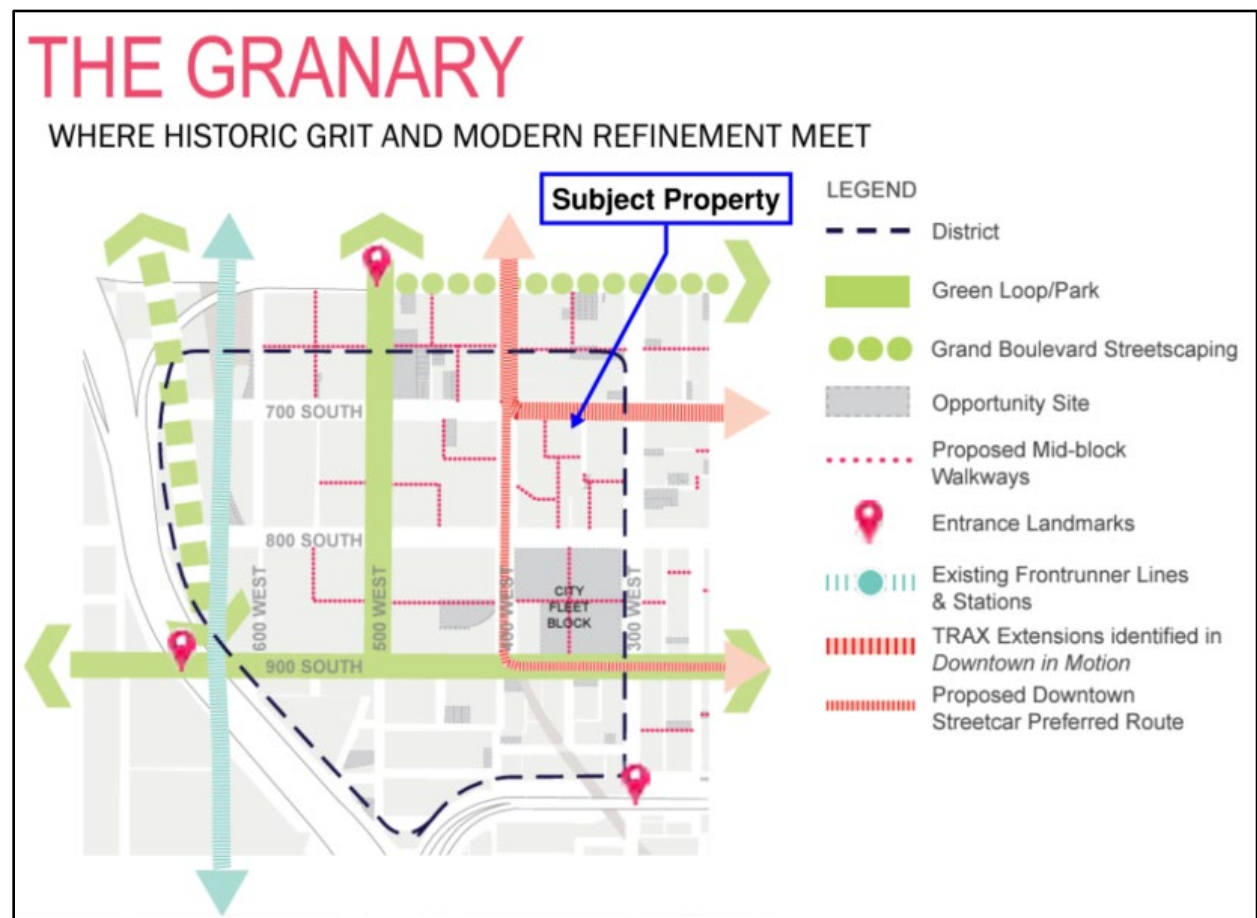 THE GRANARY
WHERE HISTORIC GRIT AND MODERN REFINEMENT MEET
Subject Property
LEGEND
District
Green Loop/Park
Grand Boulevard Streetscaping
Opportunity Site
Proposed Mid-block
Walkways
Entrance Landmarks
Existing Frontrunner Lines
& Stations
TRAX Extensions identified in
Downtown in Motion
Proposed Downtown
Streetcar Preferred Route
700 SOUTH
800 SOUTH
600 WEST
500 WEST
400 WEST
CITY
FLEET
BLOCK
300 WEST
900 SOUTH